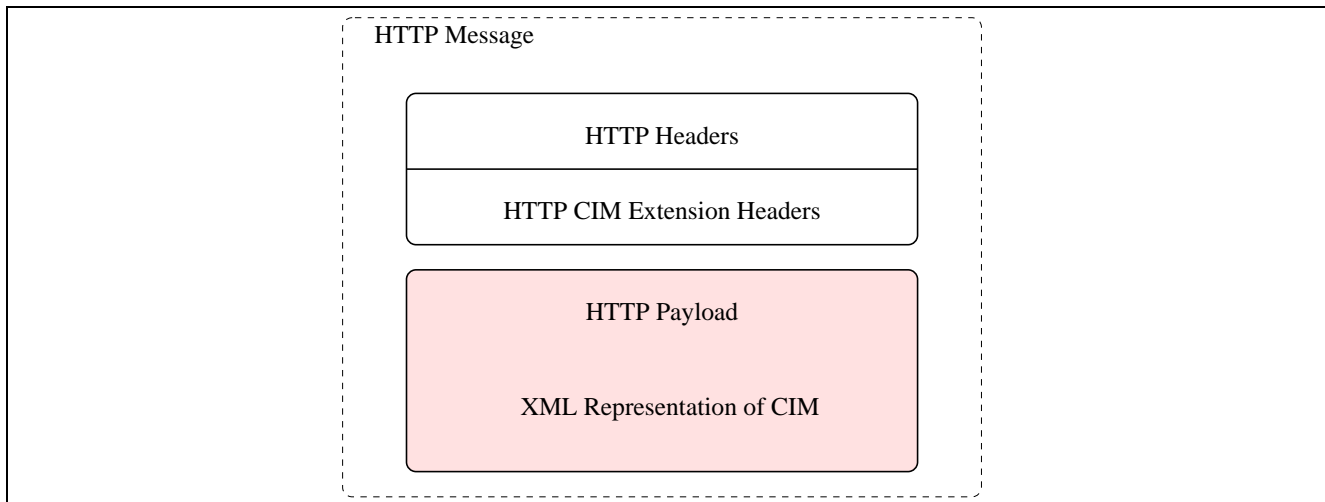 HTTP Message
HTTP Headers
HTTP CIM Extension Headers
HTTP Payload
XML Representation of CIM